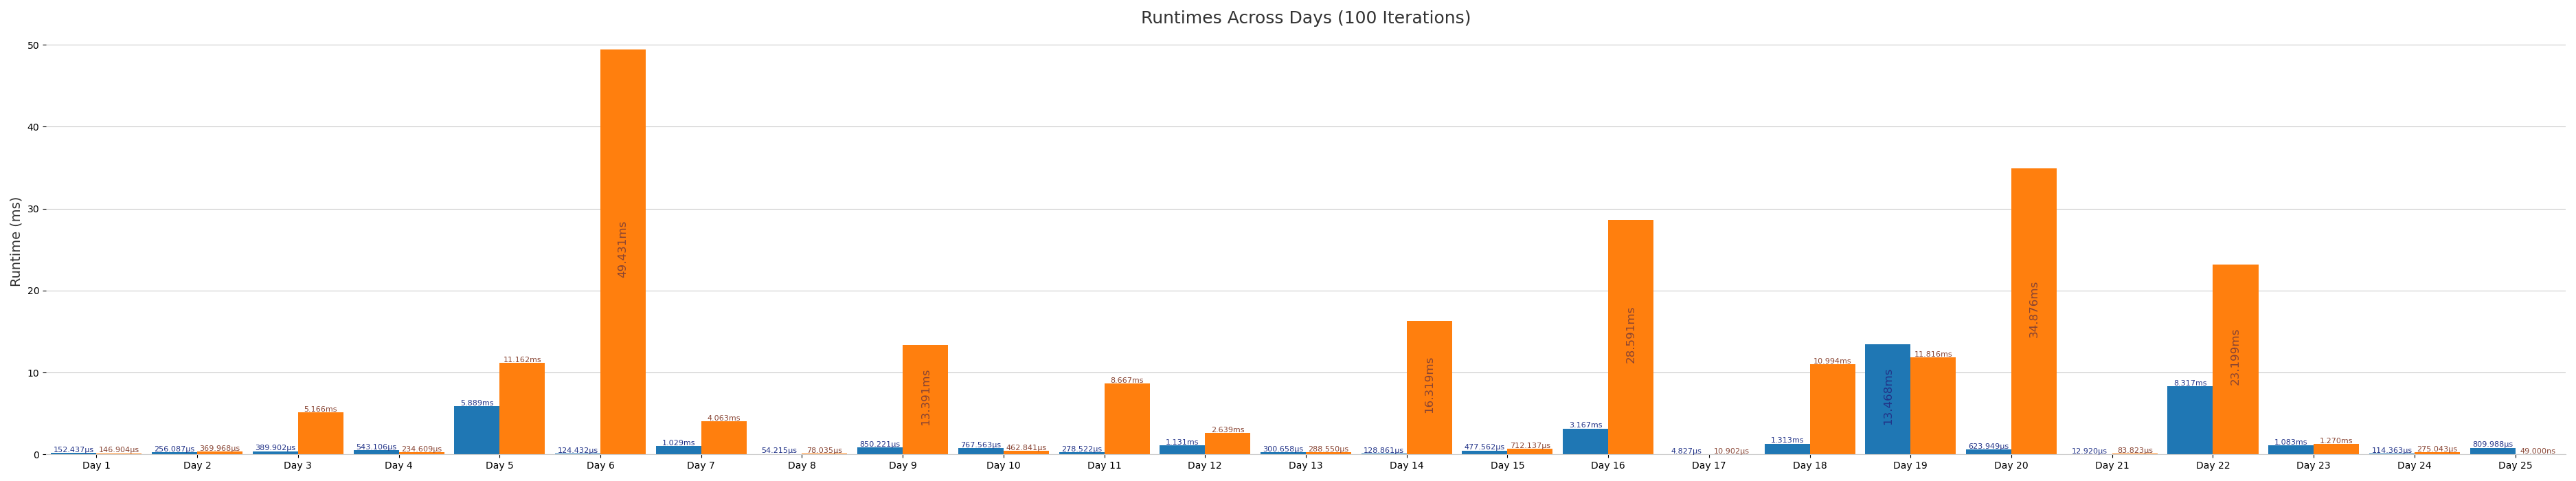 Runtimes Across Days (100 Iterations)
Runtime (ms)
50
40
30
20
10
0
152.437µs 146.904µs
256.087µs 369.968µs
389.902µs 5.166ms
543.106µs 234.609µs
5.889ms 11.162ms
124.432µs 49.431ms
1.029ms 4.063ms
54.215µs 78.035µs
850.221µs 13.391ms
767.563µs 462.841µs
278.522µs 8.667ms
1.131ms 2.639ms
300.658µs 288.550µs
128.861µs 16.319ms
477.562µs 712.137µs
3.167ms 28.591ms
4.827µs 10.902µs
1.313ms 10.994ms
13.468ms 11.816ms
623.949µs 34.876ms
12.920µs 83.823µs
8.317ms 23.199ms
1.083ms 1.270ms
114.363µs 275.043µs
809.988µs 49.000ns
Day 1 Day 2 Day 3 Day 4 Day 5 Day 6 Day 7 Day 8 Day 9 Day 10 Day 11 Day 12 Day 13 Day 14 Day 15 Day 16 Day 17 Day 18 Day 19 Day 20 Day 21 Day 22 Day 23 Day 24 Day 25